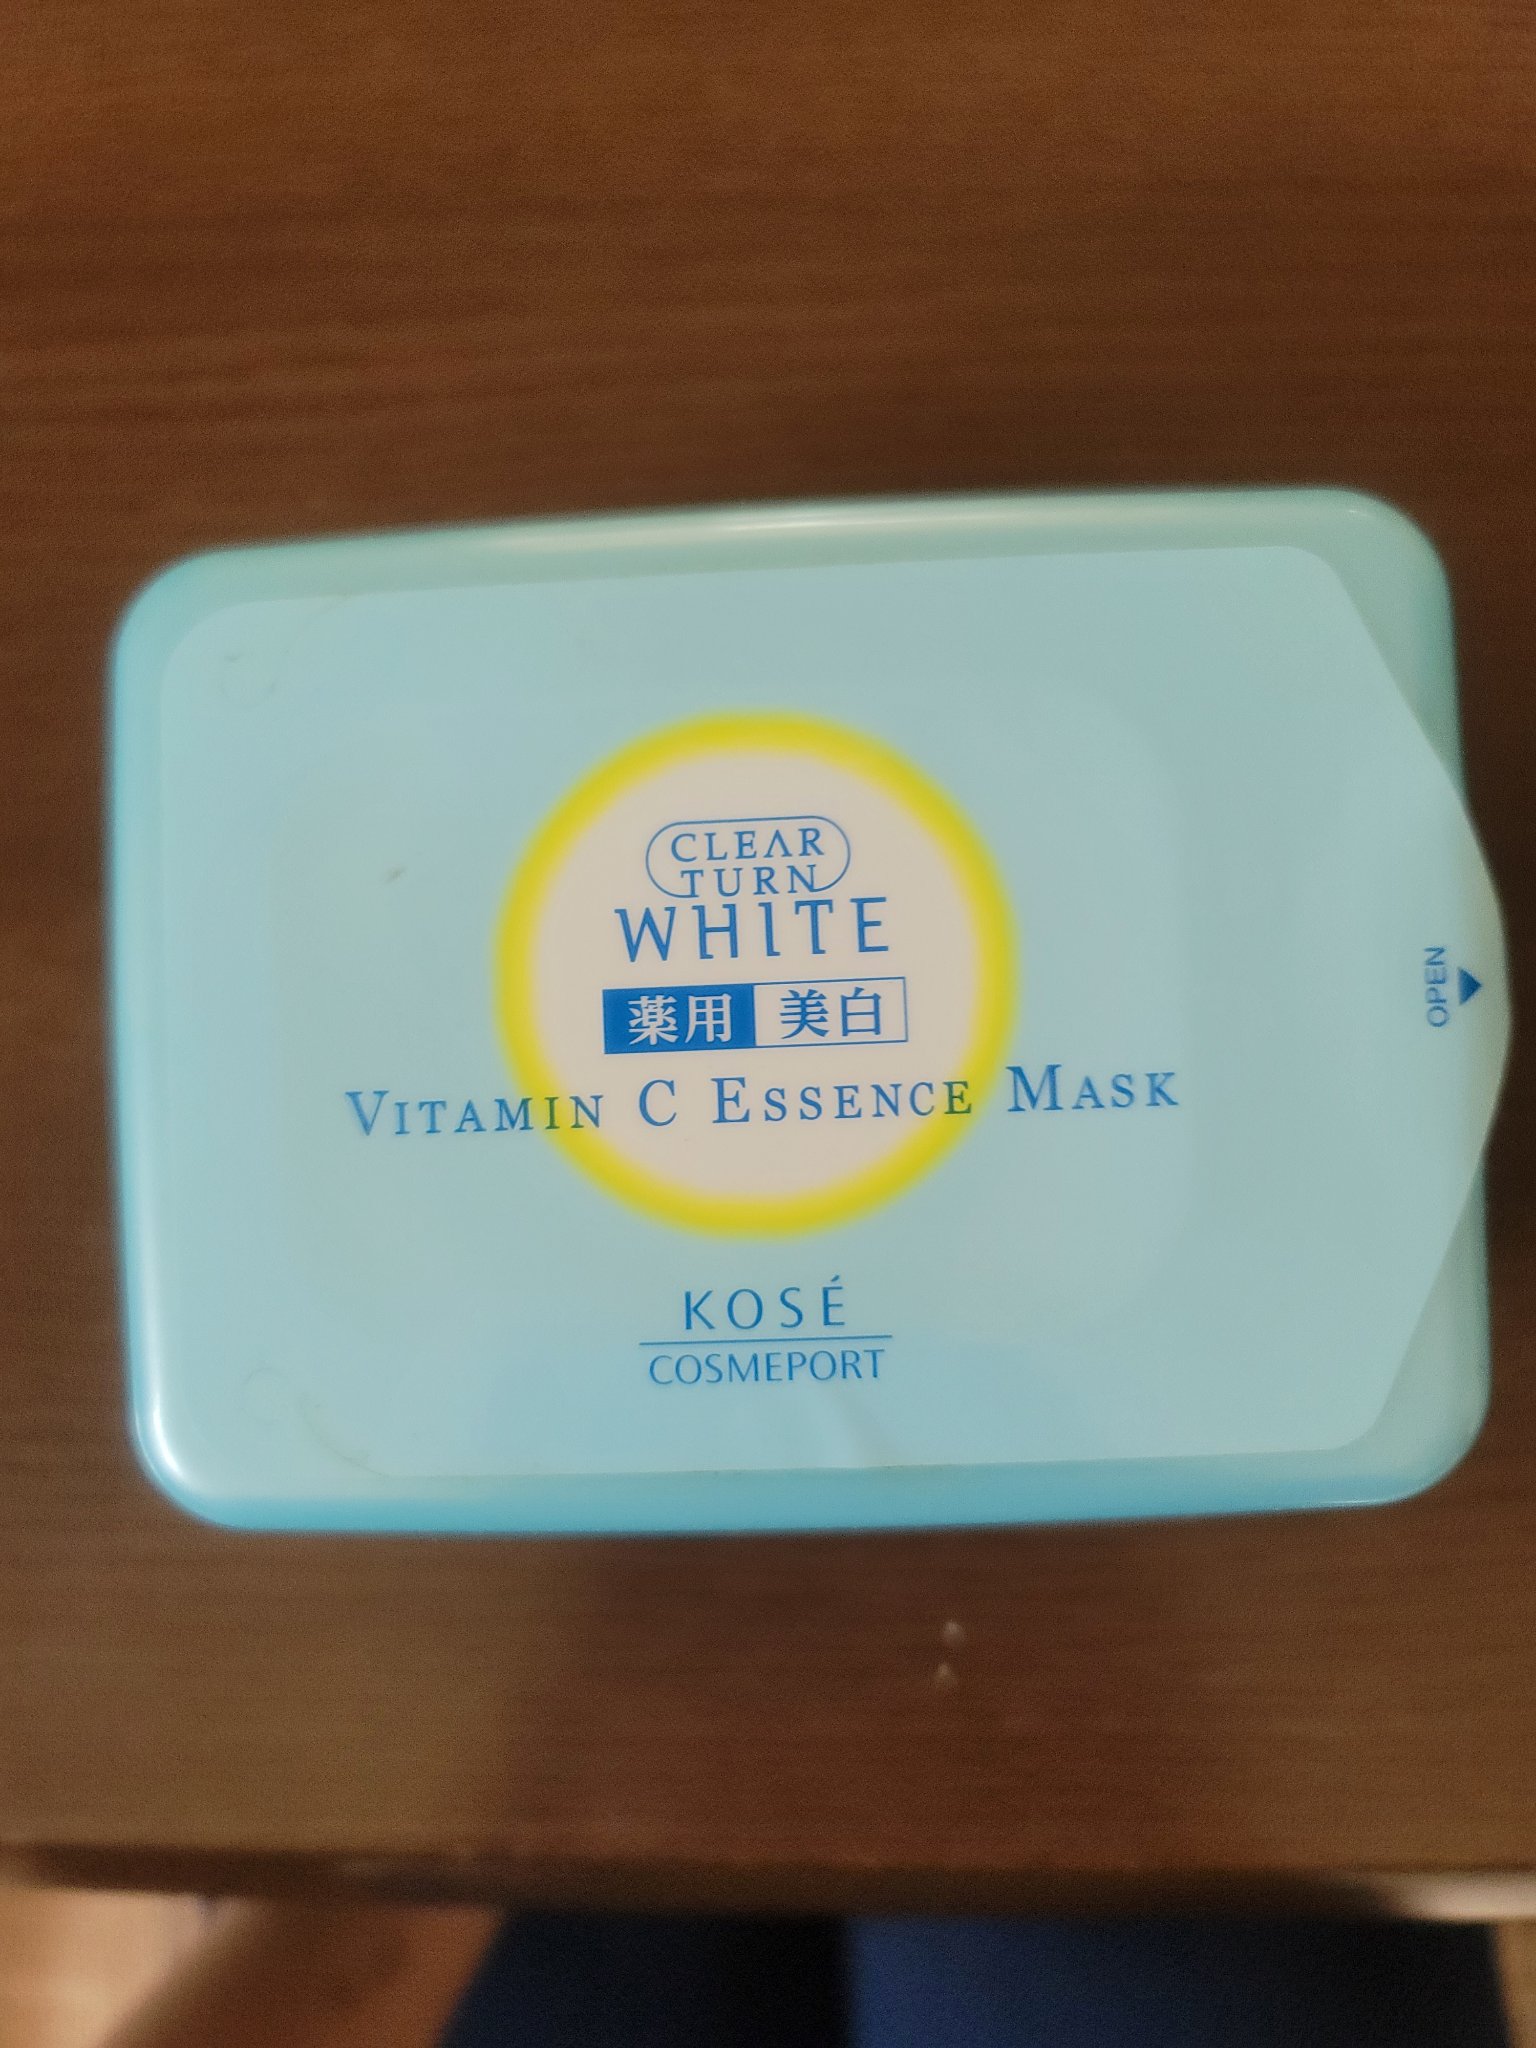 CLEAR
TURN
WHITE
薬用 美白
VITAMIN C ESSENCE MASK
KOSÉ
COSMEPORT
OPEN